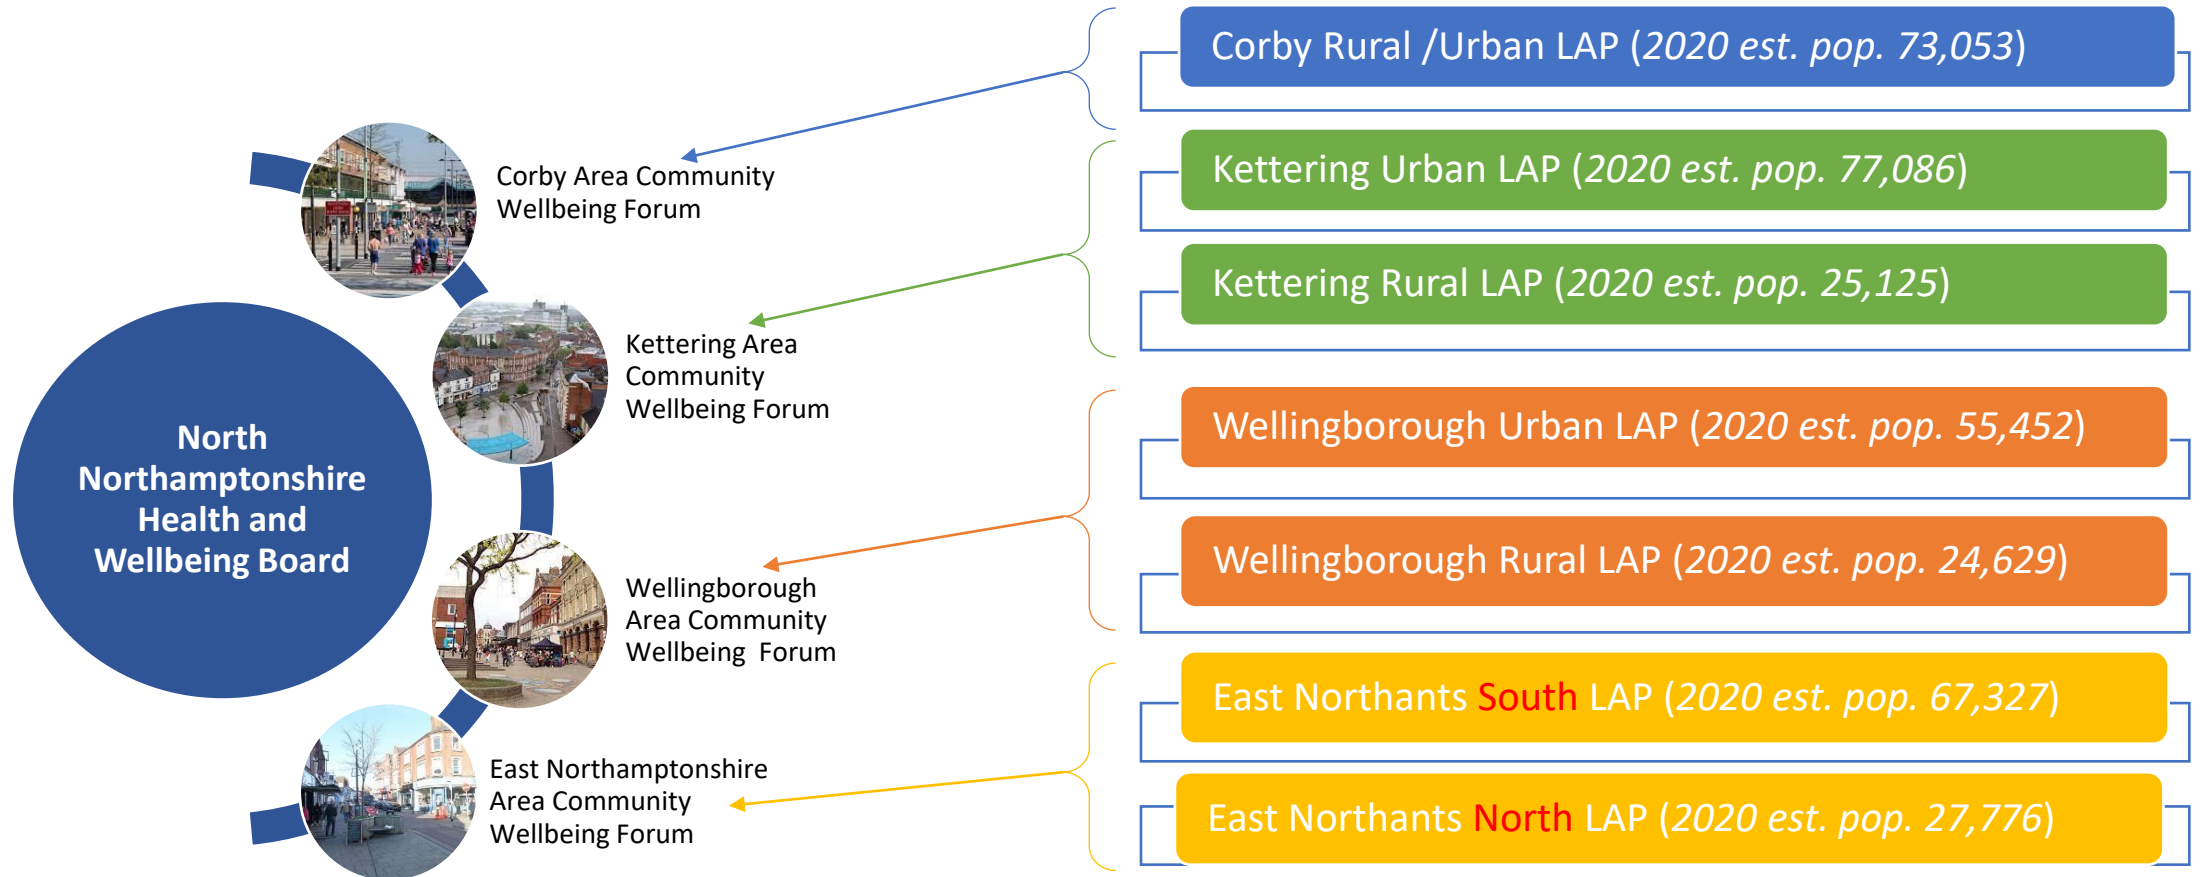 North
Northamptonshire
Health and
Wellbeing Board
Corby Area Community
Wellbeing Forum
Kettering Area
Community
Wellbeing Forum
Wellingborough
Area Community
Wellbeing Forum
East Northamptonshire
Area Community
Wellbeing Forum
Corby Rural /Urban LAP (2020 est. pop. 73,053)
Kettering Urban LAP (2020 est. pop. 77,086)
Kettering Rural LAP (2020 est. pop. 25,125)
Wellingborough Urban LAP (2020 est. pop. 55,452)
Wellingborough Rural LAP (2020 est. pop. 24,629)
East Northants South LAP (2020 est. pop. 67,327)
East Northants North LAP (2020 est. pop. 27,776)